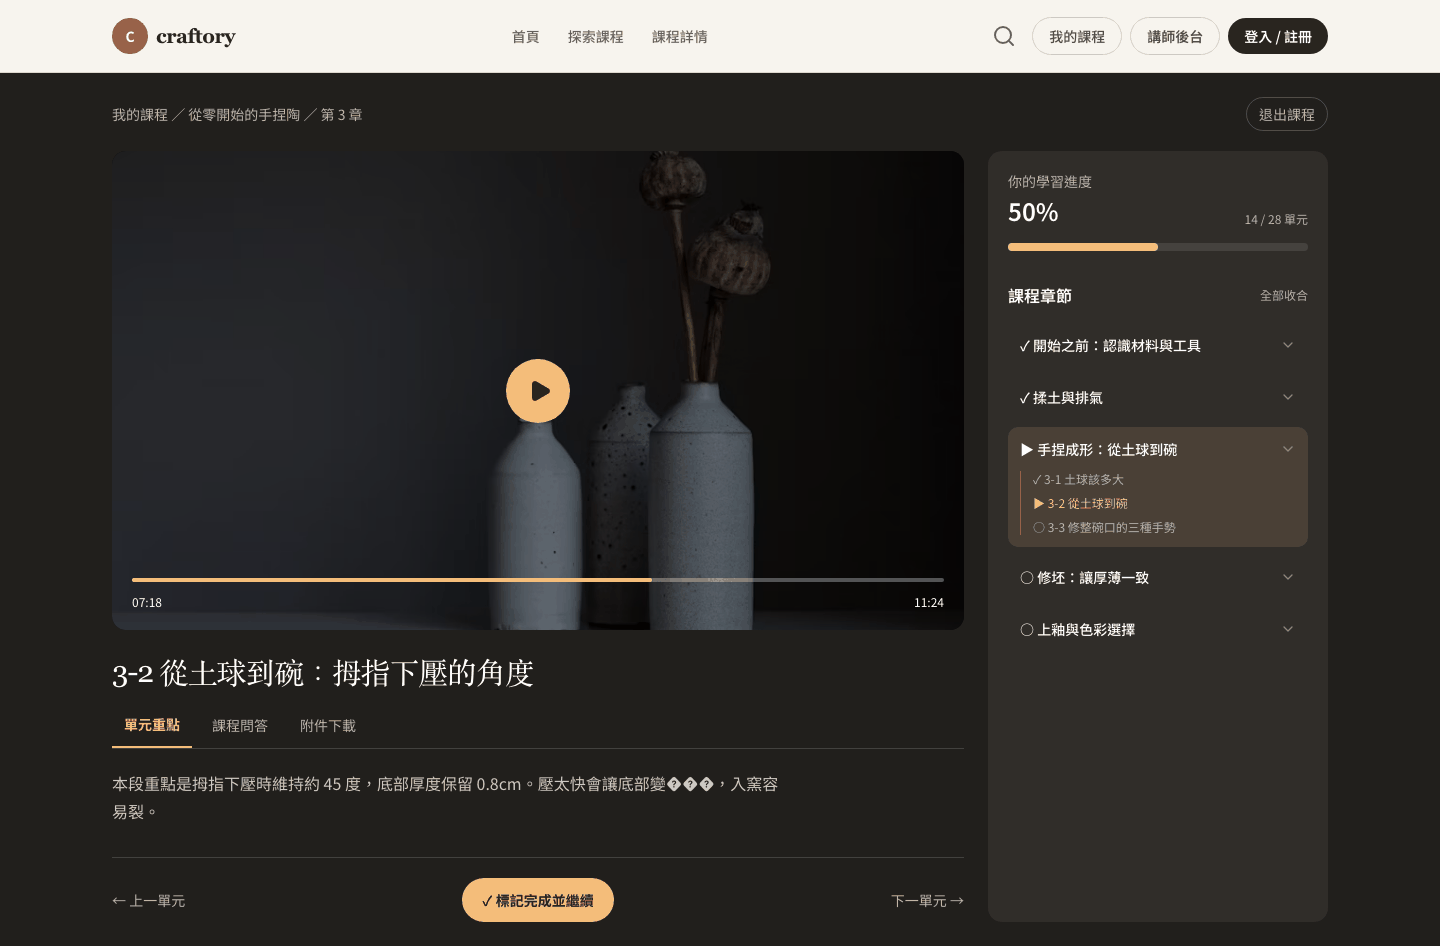 C craftory
首頁 探索課程 課程詳情
我的課程 講師後台 登入 / 註冊
我的課程 ／ 從零開始的手捏陶 ／ 第 3 章
退出課程
07:18 11:24
3-2 從土球到碗：拇指下壓的角度
單元重點 課程問答 附件下載
本段重點是拇指下壓時維持約 45 度，底部厚度保留 0.8cm。壓太快會讓底部變���，入窯容
易裂。
← 上一單元 ✓ 標記完成並繼續 下一單元 →
你的學習進度
50% 14 / 28 單元
課程章節 全部收合
✓ 開始之前：認識材料與工具
✓ 揉土與排氣
▶ 手捏成形：從土球到碗
✓ 3-1 土球該多大
▶ 3-2 從土球到碗
○ 3-3 修整碗口的三種手勢
○ 修坯：讓厚薄一致
○ 上釉與色彩選擇